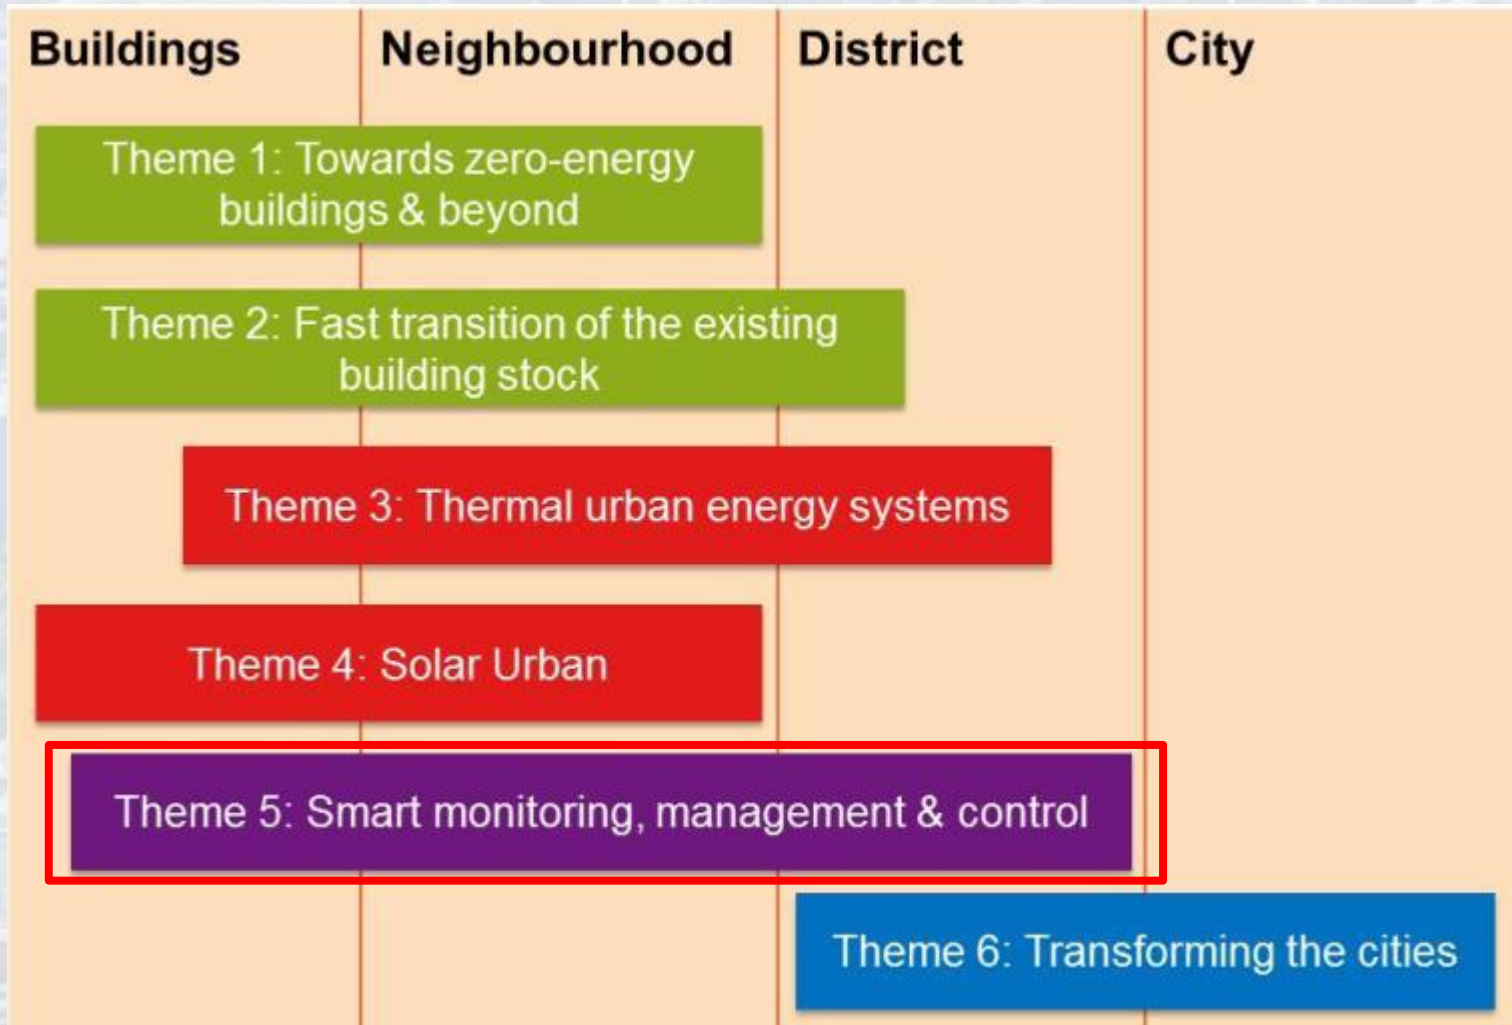 Buildings
Neighbourhood
District
City
Theme 1: Towards zero-energy
buildings & beyond
Theme 2: Fast transition of the existing
building stock
Theme 3: Thermal urban energy systems
Theme 4: Solar Urban
Theme 5: Smart monitoring, management & control
Theme 6: Transforming the cities